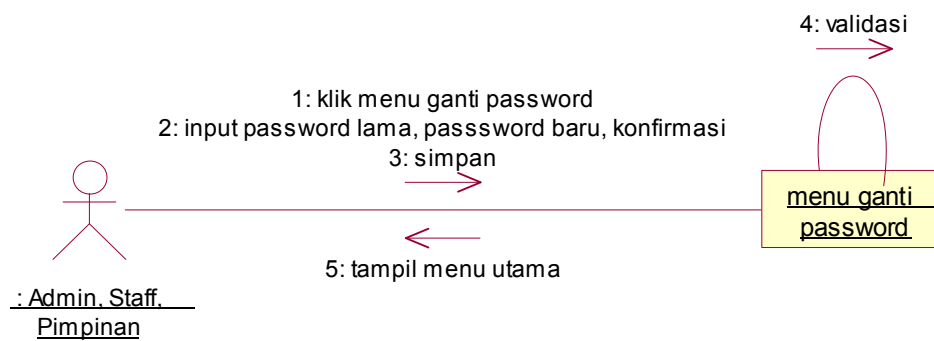 4: validasi
1: klik menu ganti password
2: input password lama, passsword baru, konfirmasi
3: simpan
menu ganti
password
5: tampil menu utama
: Admin, Staff,
Pimpinan